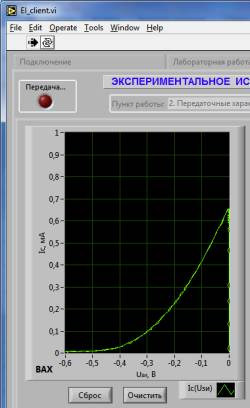 EI_client.vi
File Edit Operate Tools Window Help
Подключение
Лабораторная работа
Передача...
ЭКСПЕРИМЕНТАЛЬНОЕ ИС
Пункт работы: 2. Передаточные хара
Ic, мА
1
0,9
0,8
0,7
0,6
0,5
0,4
0,3
0,2
0,1
0
-0,6 -0,5 -0,4 -0,3 -0,2 -0,1 0
ВАХ
Uзи, В
Сброс
Очистить
Ic(Uзи)